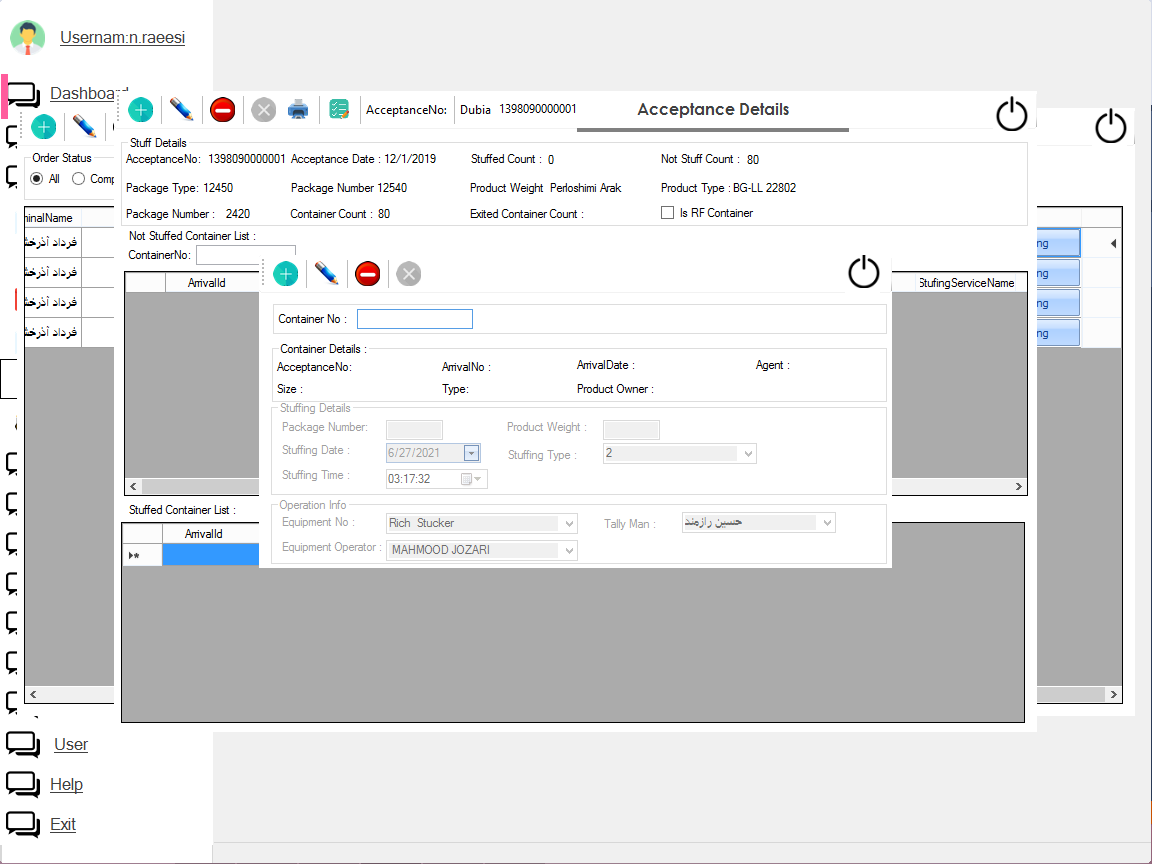 Usernam:n.raeesi
Dashboard
AcceptanceNo: Dubia 1398090000001 Acceptance Details
Order Status
All Comp
Stuff Details
AcceptanceNo: 1398090000001 Acceptance Date : 12/1/2019 Stuffed Count : 0 Not Stuff Count : 80
Package Type: 12450 Package Number 12540 Product Weight Perloshimi Arak Product Type : BG-LL 22802
Package Number : 2420 Container Count : 80 Exited Container Count : Is RF Container
Not Stuffed Container List :
ContainerNo:
ninalName
فرداد آذرخش
فرداد آذرخش
فرداد آذرخش
فرداد آذرخش
ng
ng
ng
ng
ArrivalId StufingServiceName
Container No :
Container Details :
AcceptanceNo: ArrivalNo : ArrivalDate : Agent :
Size : Type: Product Owner :
Stuffing Details
Package Number: Product Weight :
Stuffing Date : 6/27/2021 Stuffing Type : 2
Stuffing Time : 03:17:32
Stuffed Container List :
Operation Info
Equipment No : Rich Stucker Tally Man : حسین رازمند
Equipment Operator : MAHMOOD JOZARI
ArrivalId
User
Help
Exit